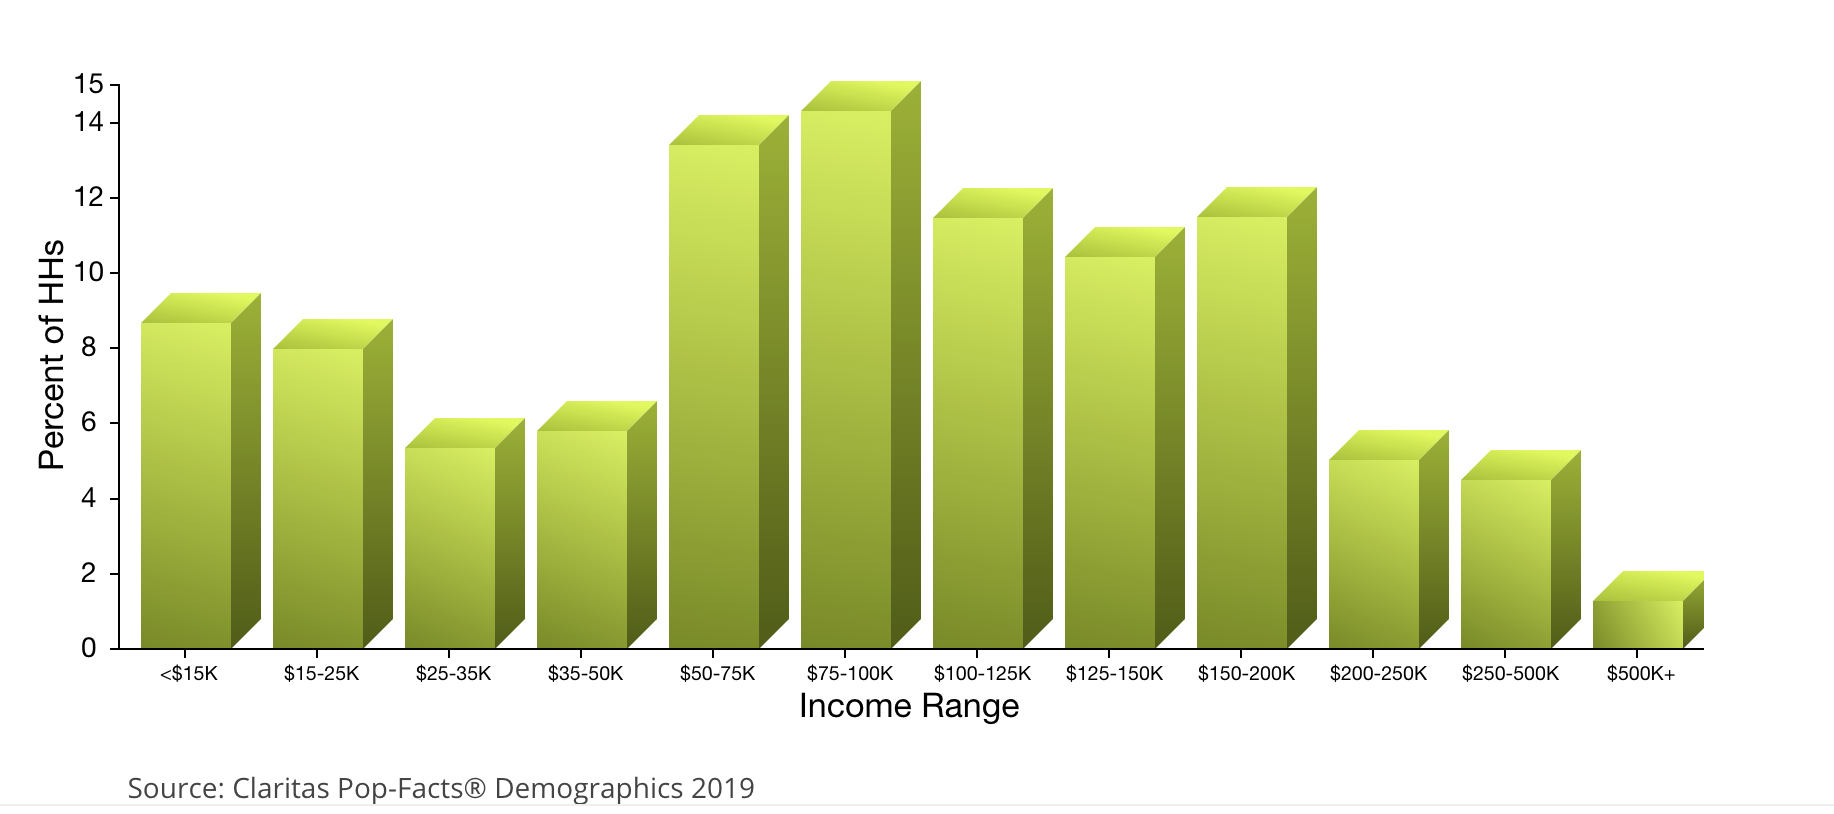 15
14
12
10
8
6
4
2
0
Percent of HHs
<$15K $15-25K $25-35K $35-50K $50-75K $75-100K $100-125K $125-150K $150-200K $200-250K $250-500K $500K+
Income Range
Source: Claritas Pop-Facts® Demographics 2019